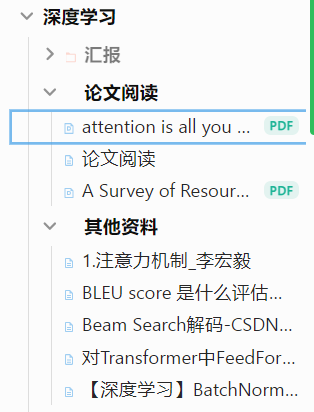 深度学习
汇报
论文阅读
attention is all you ... PDF
论文阅读
A Survey of Resour... PDF
其他资料
1.注意力机制_李宏毅
BLEU score 是什么评估...
Beam Search解码-CSDN...
对Transformer中FeedFor...
【深度学习】BatchNorm...